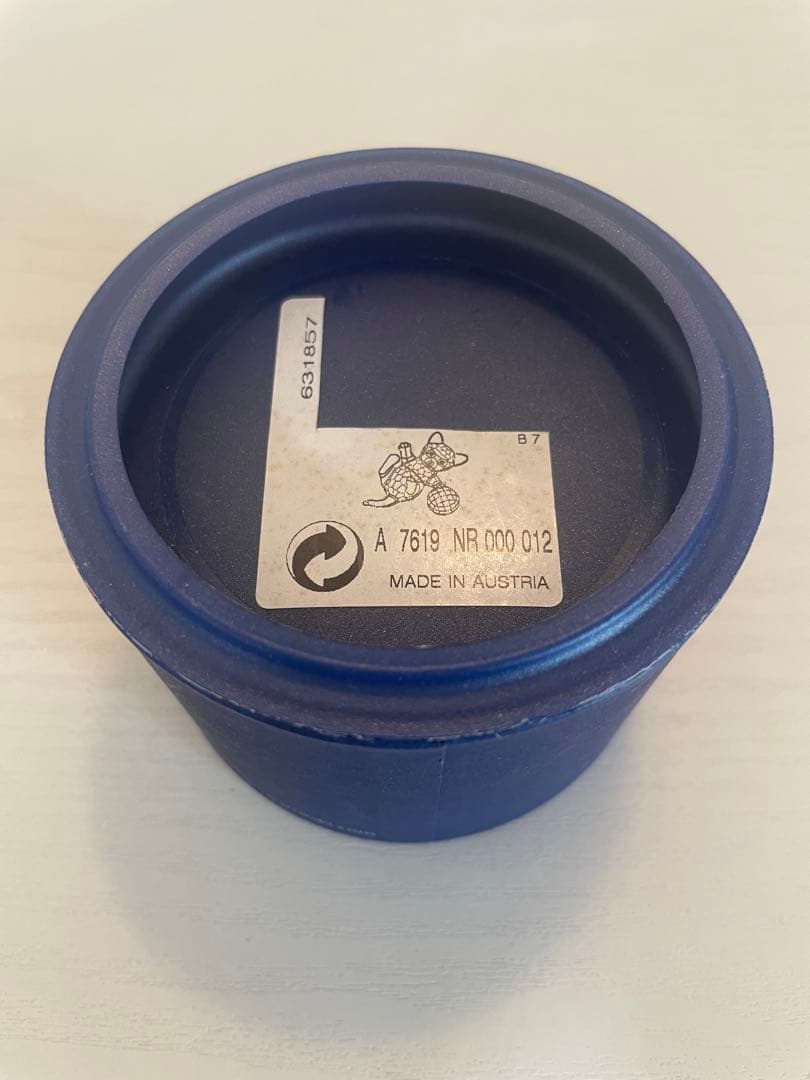 631857
B 7
A 7619 NR 000 012
MADE IN AUSTRIA